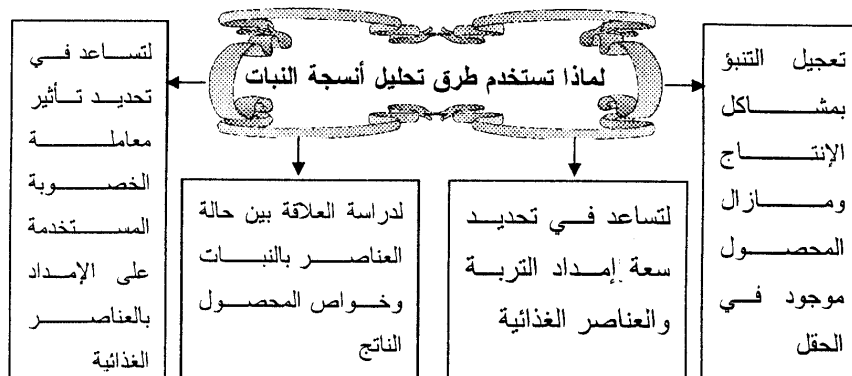 لماذا تستخدم طرق تحليل أنسجة النبات
تعجيل التنبؤ
بمشاكل
الإنتاج
ومازال
المحصول
موجود في
الحقل
لتساعد في تحديد
سعة إمداد التربة
والعناصر الغذائية
لدراسة العلاقة بين حالة
العناصر بالنبات
وخواص المحصول
الناتج
لتساعد في
تحديد تأثير
معاملة
الخصوبة
المستخدمة
على الإمداد
بالعناصر
الغذائية